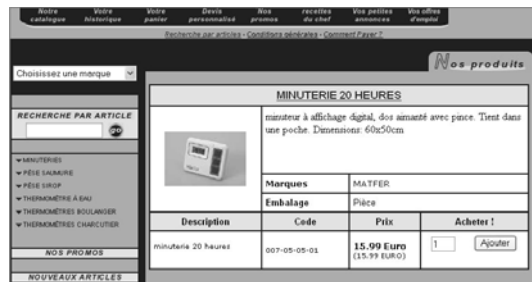 Notre Votre Votre Devis Nos recettes Vos petites Vos offres
catalogue historique panier personnalisé promos du chef annonces d'emploi
Recherche par articles - Conditions générales - Comment Payer ?
Nos produits
Choisissez une marque
MINUTERIE 20 HEURES
RECHERCHE PAR ARTICLE
go
minuteur à affichage digital, dos aimanté avec pince. Tient dans
une poche. Dimensions: 60x50cm
MINUTERIES
PÈSE SAUMURE
PÈSE SIROP
THERMOMÈTRE À EAU
THERMOMÈTRES BOULANGER
THERMOMÈTRES CHARCUTIER
Marques MATFER
Embalage Pièce
Description Code Prix Acheter !
minuterie 20 heures 007-05-05-01 15.99 Euro 1 Ajouter
(15.99 EURO)
NOS PROMOS
NOUVEAUX ARTICLES